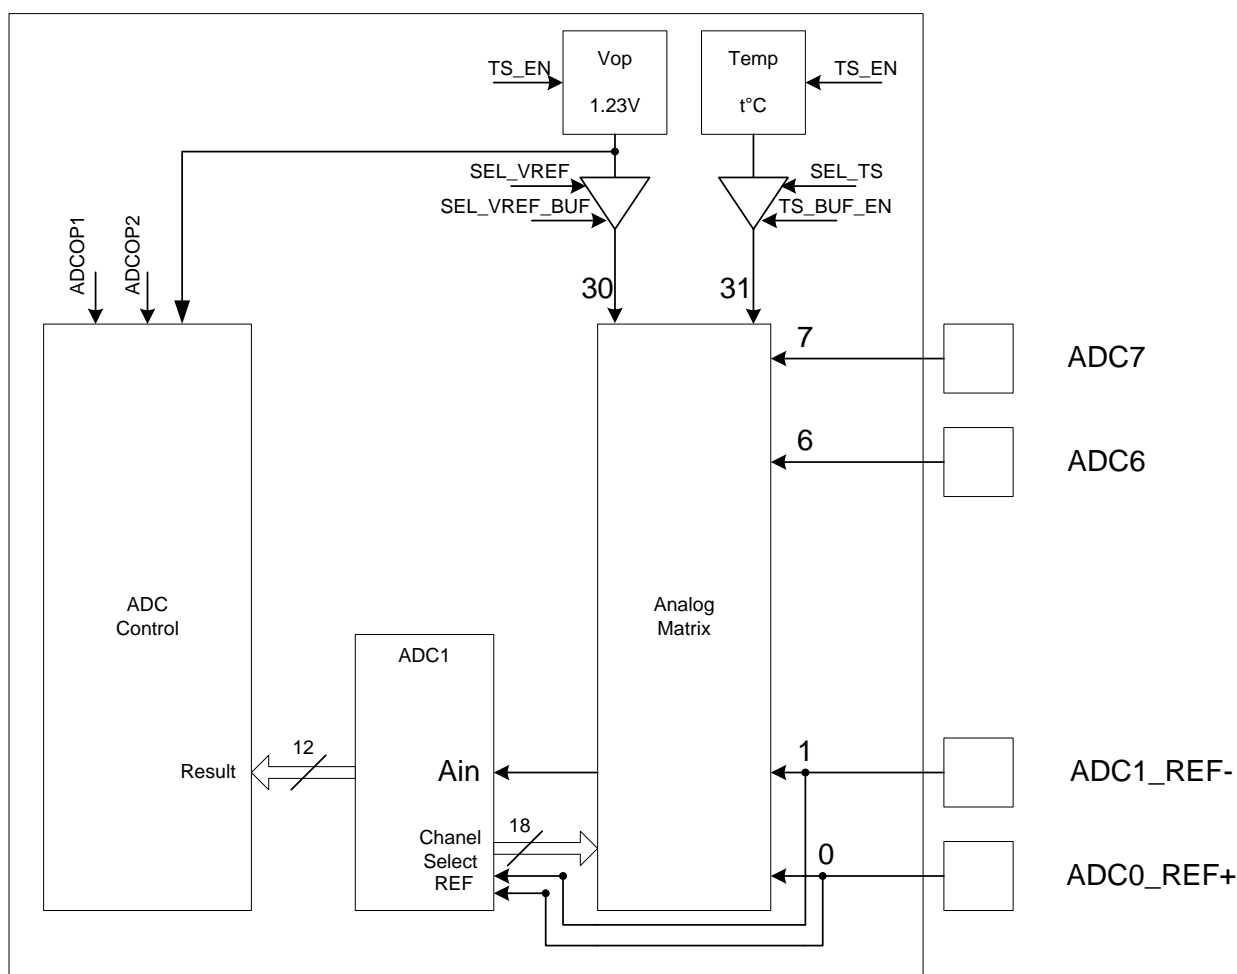 Vop
1.23V
Temp
t°C
TS_EN
TS_EN
SEL_VREF
SEL_VREF_BUF
SEL_TS
TS_BUF_EN
ADCOP1
ADCOP2
30
31
7
ADC7
6
ADC6
ADC
Control
Analog
Matrix
ADC1
Result
12
Ain
1
ADC1_REF-
Chanel
Select
REF
18
0
ADC0_REF+